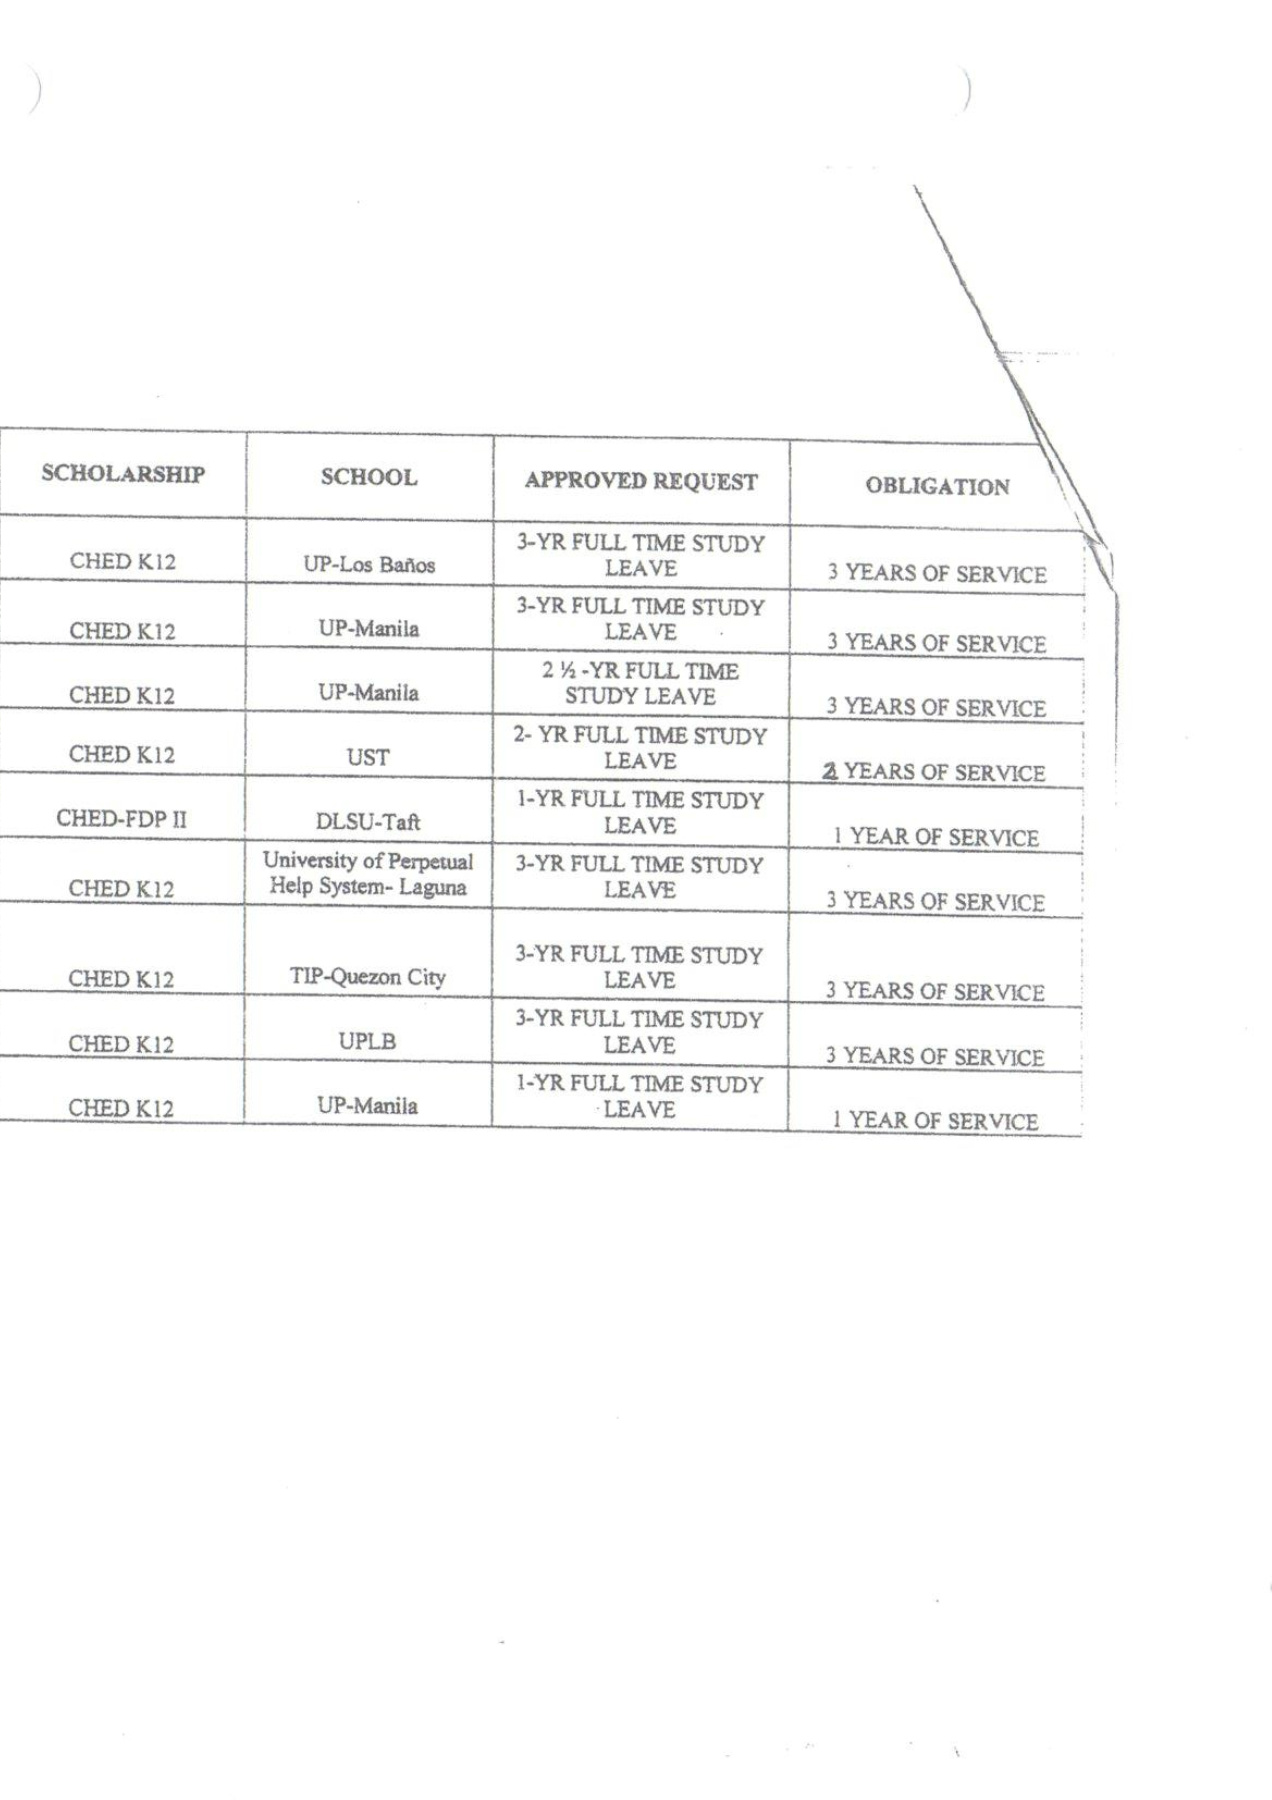 SCHOLARSHIP SCHOOL APPROVED REQUEST OBLIGATION
CHED K12 UP-Los Baños 3-YR FULL TIME STUDY LEAVE 3 YEARS OF SERVICE
CHED K12 UP-Manila 3-YR FULL TIME STUDY LEAVE 3 YEARS OF SERVICE
CHED K12 UP-Manila 2 ½ -YR FULL TIME STUDY LEAVE 3 YEARS OF SERVICE
CHED K12 UST 2- YR FULL TIME STUDY LEAVE 2 YEARS OF SERVICE
CHED-FDP II DLSU-Taft 1-YR FULL TIME STUDY LEAVE 1 YEAR OF SERVICE
CHED K12 University of Perpetual Help System- Laguna 3-YR FULL TIME STUDY LEAVE 3 YEARS OF SERVICE
CHED K12 TIP-Quezon City 3-YR FULL TIME STUDY LEAVE 3 YEARS OF SERVICE
CHED K12 UPLB 3-YR FULL TIME STUDY LEAVE 3 YEARS OF SERVICE
CHED K12 UP-Manila 1-YR FULL TIME STUDY LEAVE 1 YEAR OF SERVICE